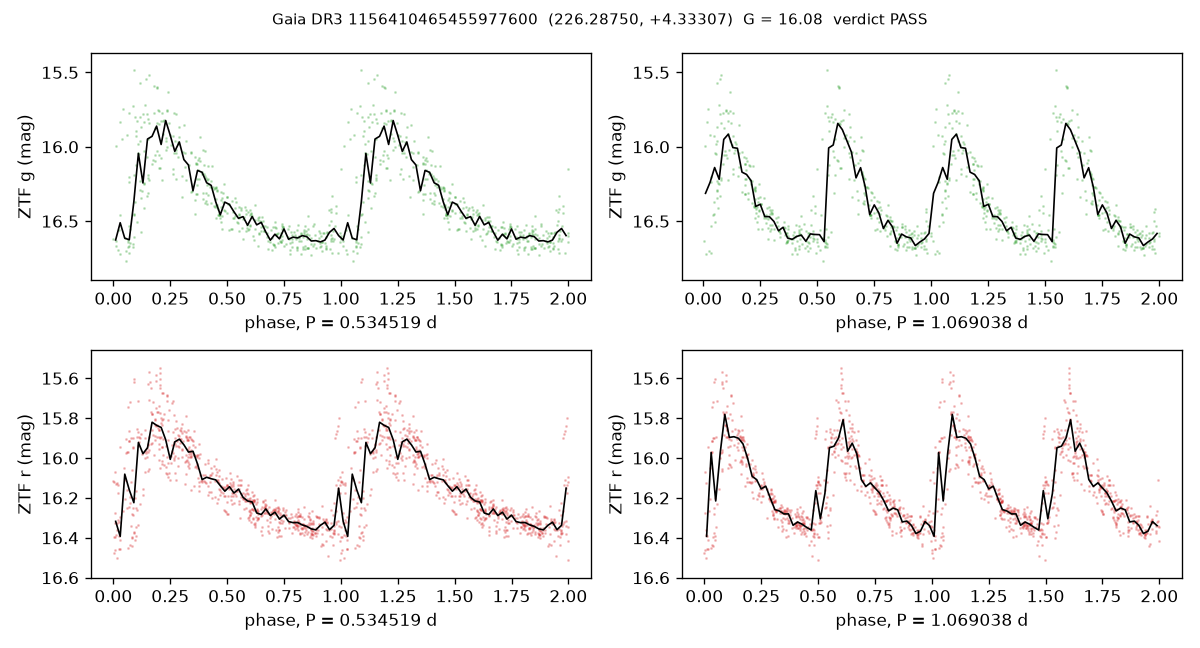 Gaia DR3 1156410465455977600  (226.28750, +4.33307)  G = 16.08  verdict PASS
ZTF g (mag)
15.5
16.0
16.5
0.00 0.25 0.50 0.75 1.00 1.25 1.50 1.75 2.00
phase, P = 0.534519 d
ZTF g (mag)
15.5
16.0
16.5
0.00 0.25 0.50 0.75 1.00 1.25 1.50 1.75 2.00
phase, P = 1.069038 d
ZTF r (mag)
15.6
15.8
16.0
16.2
16.4
16.6
0.00 0.25 0.50 0.75 1.00 1.25 1.50 1.75 2.00
phase, P = 0.534519 d
ZTF r (mag)
15.6
15.8
16.0
16.2
16.4
16.6
0.00 0.25 0.50 0.75 1.00 1.25 1.50 1.75 2.00
phase, P = 1.069038 d